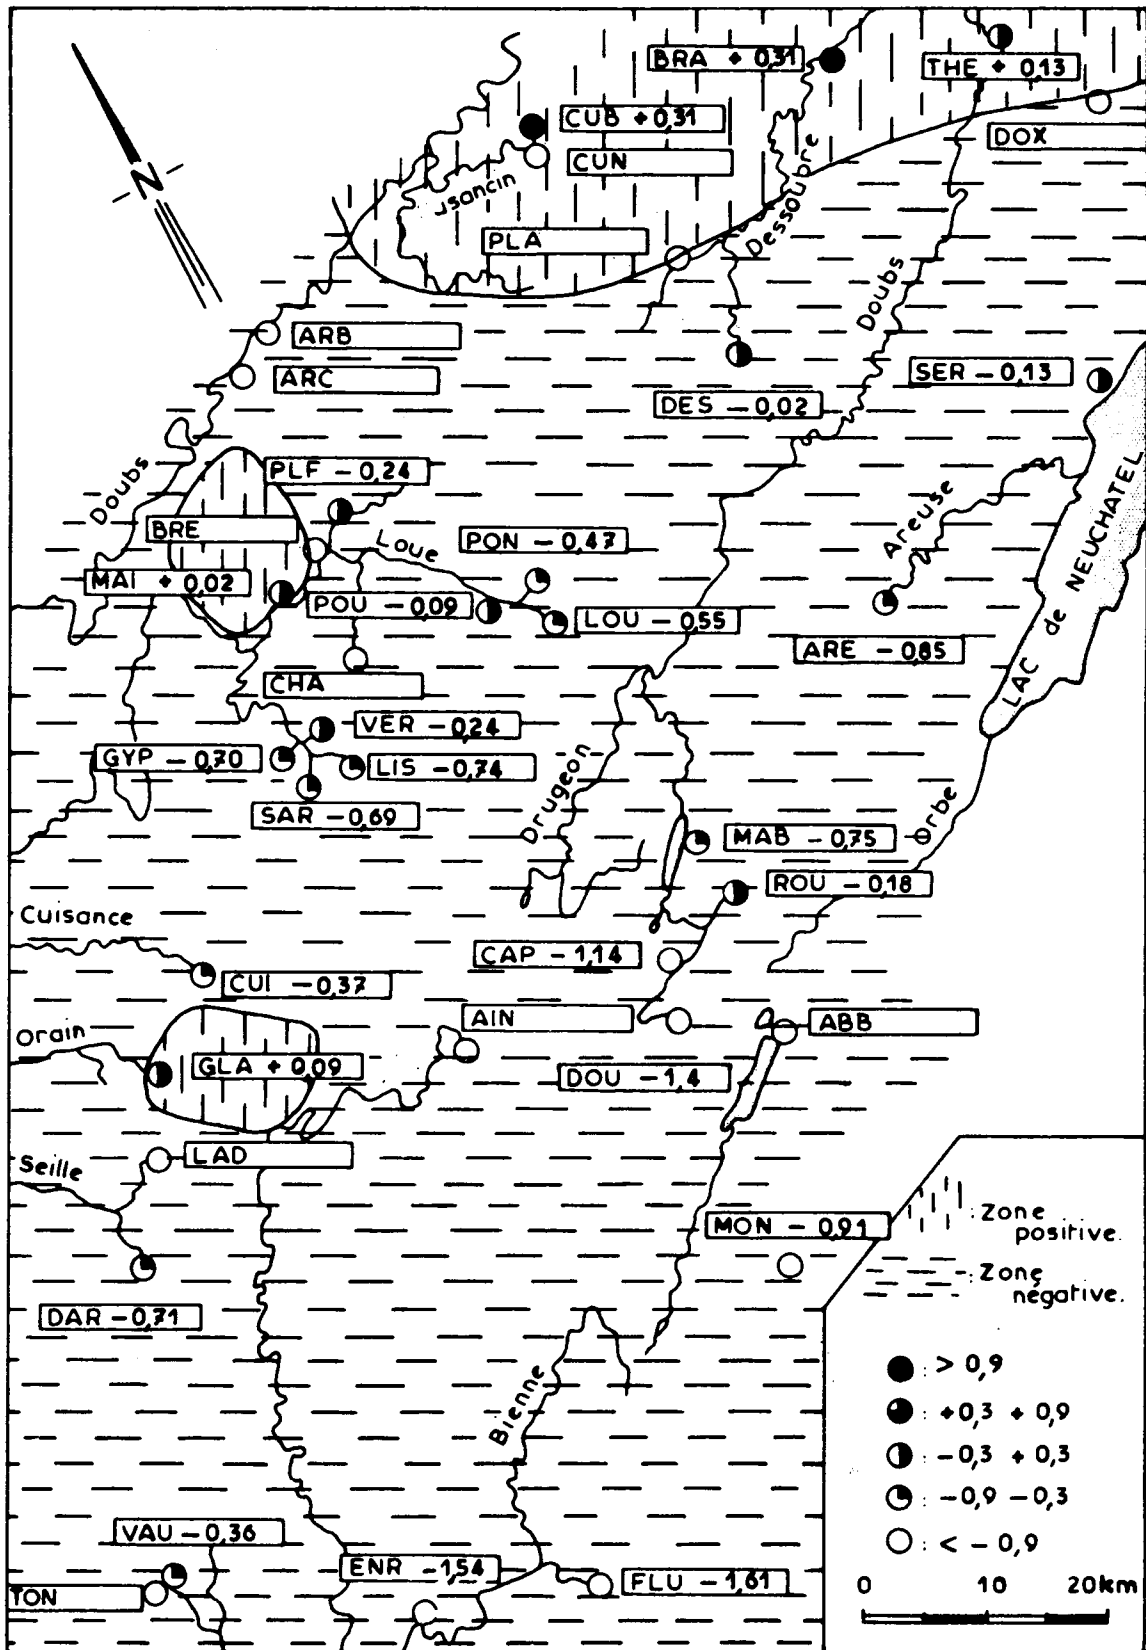 BRA + 0,31
THE + 0,13
CUB + 0,31
DOX
CUN
Dessoubre
PLA
Doubs
ARB
ARC
SER - 0,13
DES - 0,02
PLF - 0,24
Doubs
BRE
Loue
PON - 0,47
Areuse
LAC de NEUCHATEL
MAI + 0,02
POU - 0,09
LOU - 0,55
ARE - 0,85
CHA
VER - 0,24
GYP - 0,70
LIS - 0,74
SAR - 0,69
Drugeon
MAB - 0,75
Orbe
ROU - 0,18
Cuisance
CAP - 1,14
CUI - 0,37
AIN
ABB
Orain
GLA + 0,09
DOU - 1,4
LAD
Seille
MON - 0,91
: Zone
positive.
: Zone
négative.
DAR - 0,71
Bienne
: > 0,9
: +0,3 + 0,9
: - 0,3 + 0,3
: -0,9 - 0,3
: < - 0,9
VAU - 0,36
ENR - 1,54
FLU - 1,61
TON
0 10 20km
N